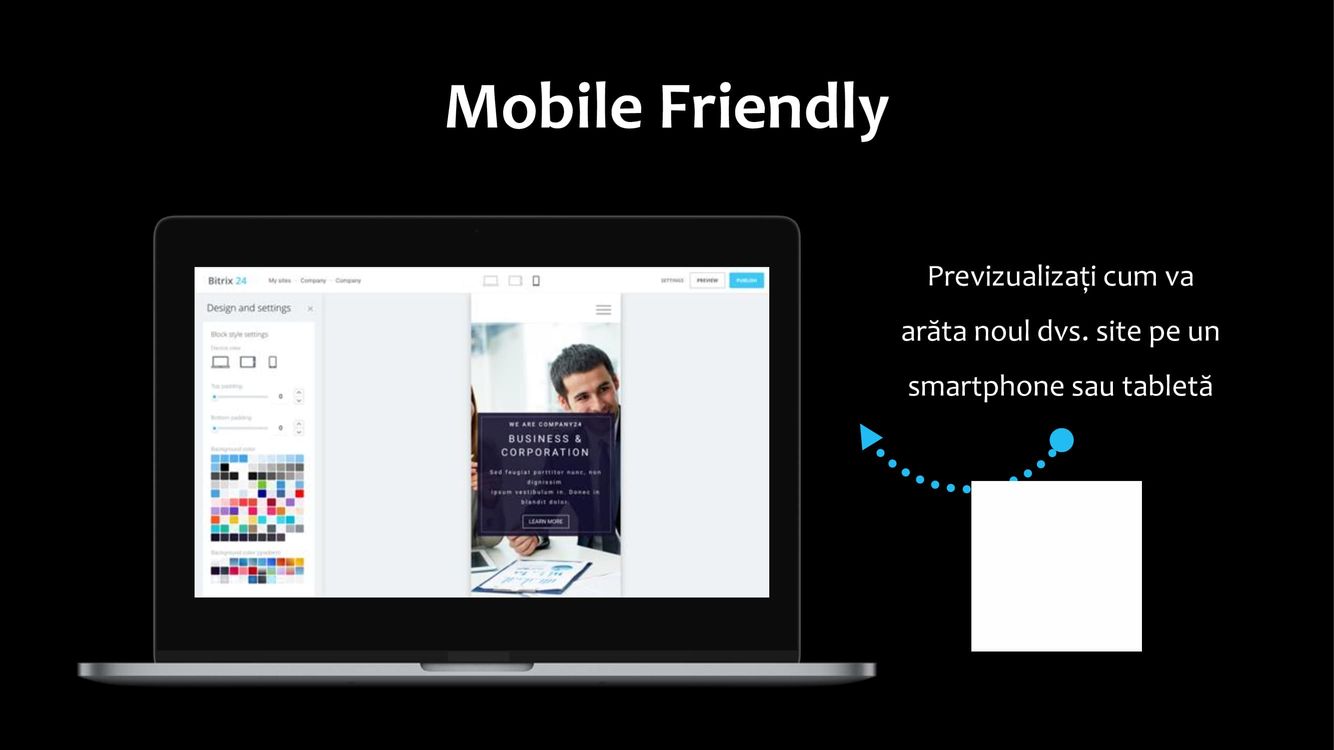 Mobile Friendly
Bitrix 24
My sites Company Company
SETTINGS
PREVIEW
PUBLISH
Design and settings ×
Block style settings
Device view
Top padding
0
Bottom padding
0
Background color
Background color (gradient)
WE ARE COMPANY24
BUSINESS &
CORPORATION
Sed feugiat porttitor nunc, non
dignissim
ipsum vestibulum in. Donec in
blandit dolor.
LEARN MORE
Previzualizați cum va
arăta noul dvs. site pe un
smartphone sau tabletă